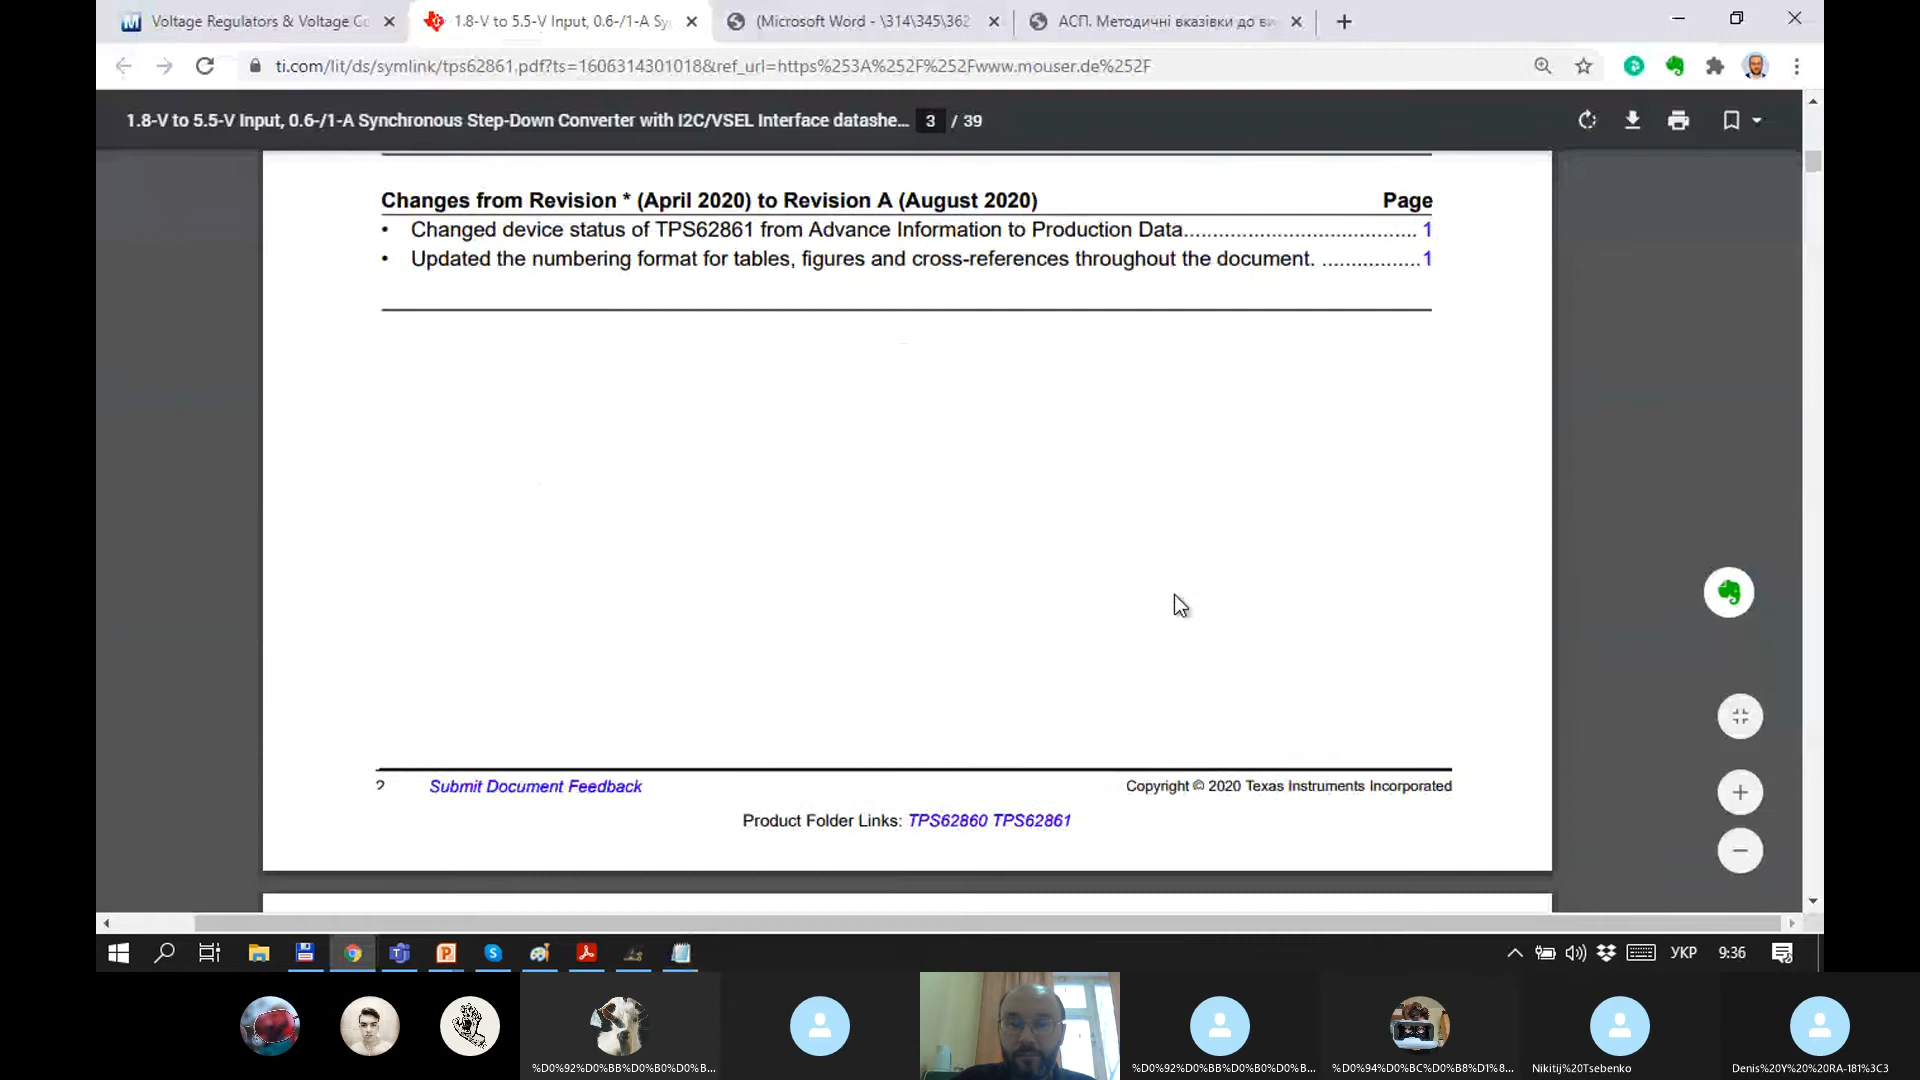 Voltage Regulators & Voltage Co
1.8-V to 5.5-V Input, 0.6-/1-A Sy
(Microsoft Word - \314\345\362
АСП. Методичні вказівки до ви
ti.com/lit/ds/symlink/tps62861.pdf?ts=1606314301018&ref_url=https%253A%252F%252Fwww.mouser.de%252F
1.8-V to 5.5-V Input, 0.6-/1-A Synchronous Step-Down Converter with I2C/VSEL Interface datashe... 3 / 39
Changes from Revision * (April 2020) to Revision A (August 2020) Page
• Changed device status of TPS62861 from Advance Information to Production Data....................................... 1
• Updated the numbering format for tables, figures and cross-references throughout the document. .................1
2 Submit Document Feedback Copyright © 2020 Texas Instruments Incorporated
Product Folder Links: TPS62860 TPS62861
УКР 9:36
%D0%92%D0%BB%D0%B0%D0%B...
%D0%92%D0%BB%D0%B0%D0%B...
%D0%94%D0%BC%D0%B8%D1%8...
Nikitij%20Tsebenko
Denis%20Y%20%20RA-181%3C3